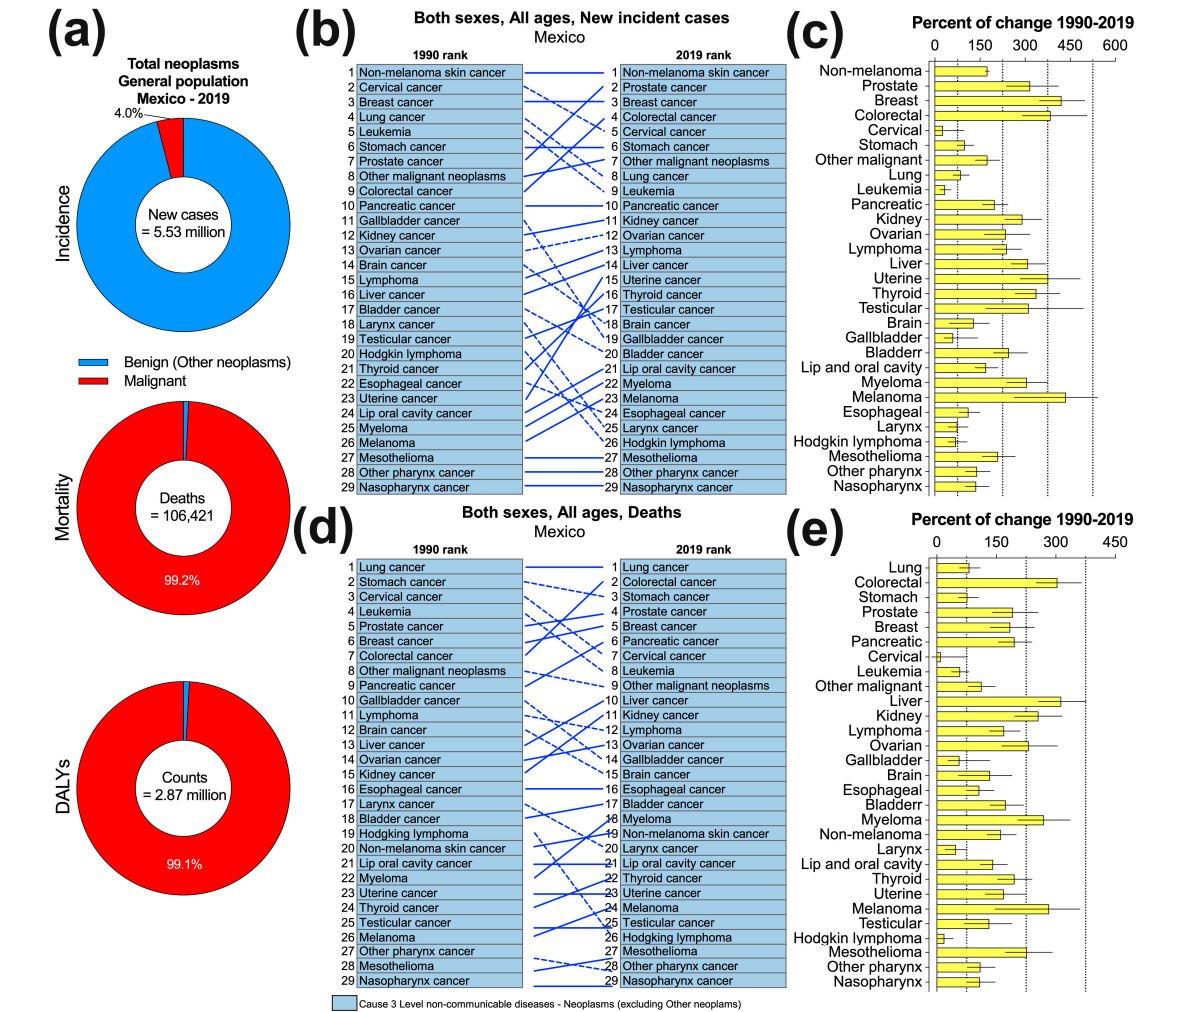 (a)
Total neoplasms
General population
Mexico - 2019
4.0%
Incidence
New cases
= 5.53 million
Benign (Other neoplasms)
Malignant
Mortality
Deaths
= 106,421
99.2%
DALYs
Counts
= 2.87 million
99.1%
(b)
Both sexes, All ages, New incident cases
Mexico
1990 rank
1 Non-melanoma skin cancer
2 Cervical cancer
3 Breast cancer
4 Lung cancer
5 Leukemia
6 Stomach cancer
7 Prostate cancer
8 Other malignant neoplasms
9 Colorectal cancer
10 Pancreatic cancer
11 Gallbladder cancer
12 Kidney cancer
13 Ovarian cancer
14 Brain cancer
15 Lymphoma
16 Liver cancer
17 Bladder cancer
18 Larynx cancer
19 Testicular cancer
20 Hodgkin lymphoma
21 Thyroid cancer
22 Esophageal cancer
23 Uterine cancer
24 Lip oral cavity cancer
25 Myeloma
26 Melanoma
27 Mesothelioma
28 Other pharynx cancer
29 Nasopharynx cancer
2019 rank
1 Non-melanoma skin cancer
2 Prostate cancer
3 Breast cancer
4 Colorectal cancer
5 Cervical cancer
6 Stomach cancer
7 Other malignant neoplasms
8 Lung cancer
9 Leukemia
10 Pancreatic cancer
11 Kidney cancer
12 Ovarian cancer
13 Lymphoma
14 Liver cancer
15 Uterine cancer
16 Thyroid cancer
17 Testicular cancer
18 Brain cancer
19 Gallbladder cancer
20 Bladder cancer
21 Lip oral cavity cancer
22 Myeloma
23 Melanoma
24 Esophageal cancer
25 Larynx cancer
26 Hodgkin lymphoma
27 Mesothelioma
28 Other pharynx cancer
29 Nasopharynx cancer
(c)
Percent of change 1990-2019
0 150 300 450 600
Non-melanoma
Prostate
Breast
Colorectal
Cervical
Stomach
Other malignant
Lung
Leukemia
Pancreatic
Kidney
Ovarian
Lymphoma
Liver
Uterine
Thyroid
Testicular
Brain
Gallbladder
Bladderr
Lip and oral cavity
Myeloma
Melanoma
Esophageal
Larynx
Hodgkin lymphoma
Mesothelioma
Other pharynx
Nasopharynx
(d)
Both sexes, All ages, Deaths
Mexico
1990 rank
1 Lung cancer
2 Stomach cancer
3 Cervical cancer
4 Leukemia
5 Prostate cancer
6 Breast cancer
7 Colorectal cancer
8 Other malignant neoplasms
9 Pancreatic cancer
10 Gallbladder cancer
11 Lymphoma
12 Brain cancer
13 Liver cancer
14 Ovarian cancer
15 Kidney cancer
16 Esophageal cancer
17 Larynx cancer
18 Bladder cancer
19 Hodgking lymphoma
20 Non-melanoma skin cancer
21 Lip oral cavity cancer
22 Myeloma
23 Uterine cancer
24 Thyroid cancer
25 Testicular cancer
26 Melanoma
27 Other pharynx cancer
28 Mesothelioma
29 Nasopharynx cancer
2019 rank
1 Lung cancer
2 Colorectal cancer
3 Stomach cancer
4 Prostate cancer
5 Breast cancer
6 Pancreatic cancer
7 Cervical cancer
8 Leukemia
9 Other malignant neoplasms
10 Liver cancer
11 Kidney cancer
12 Lymphoma
13 Ovarian cancer
14 Gallbladder cancer
15 Brain cancer
16 Esophageal cancer
17 Bladder cancer
18 Myeloma
19 Non-melanoma skin cancer
20 Larynx cancer
21 Lip oral cavity cancer
22 Thyroid cancer
23 Uterine cancer
24 Melanoma
25 Testicular cancer
26 Hodgking lymphoma
27 Mesothelioma
28 Other pharynx cancer
29 Nasopharynx cancer
Cause 3 Level non-communicable diseases - Neoplasms (excluding Other neoplams)
(e)
Percent of change 1990-2019
0 150 300 450
Lung
Colorectal
Stomach
Prostate
Breast
Pancreatic
Cervical
Leukemia
Other malignant
Liver
Kidney
Lymphoma
Ovarian
Gallbladder
Brain
Esophageal
Bladderr
Myeloma
Non-melanoma
Larynx
Lip and oral cavity
Thyroid
Uterine
Melanoma
Testicular
Hodgkin lymphoma
Mesothelioma
Other pharynx
Nasopharynx